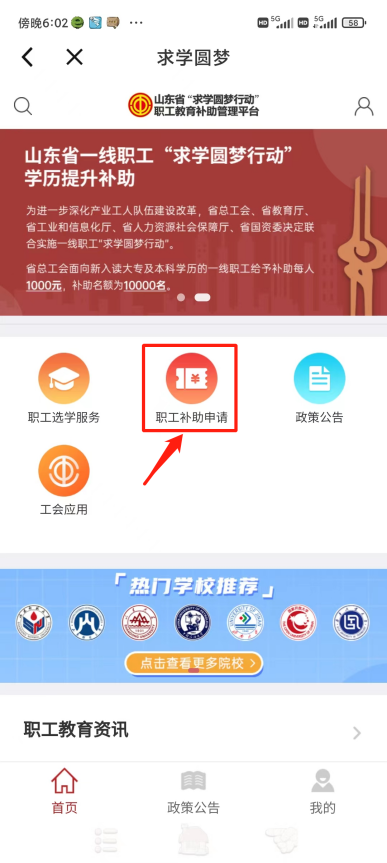 傍晚6:02
HD 5G HD 5G 58
求学圆梦
山东省“求学圆梦行动”
职工教育补助管理平台
山东省一线职工“求学圆梦行动”
学历提升补助
为进一步深化产业工人队伍建设改革，省总工会、省教育厅、
省工业和信息化厅、省人力资源社会保障厅、省国资委决定联
合实施一线职工“求学圆梦行动”。
省总工会面向新入读大专及本科学历的一线职工给予补助每人
1000元，补助名额为10000名。
职工选学服务
职工补助申请
政策公告
工会应用
「热门学校推荐」
点击查看更多院校 >
职工教育资讯
首页
政策公告
我的